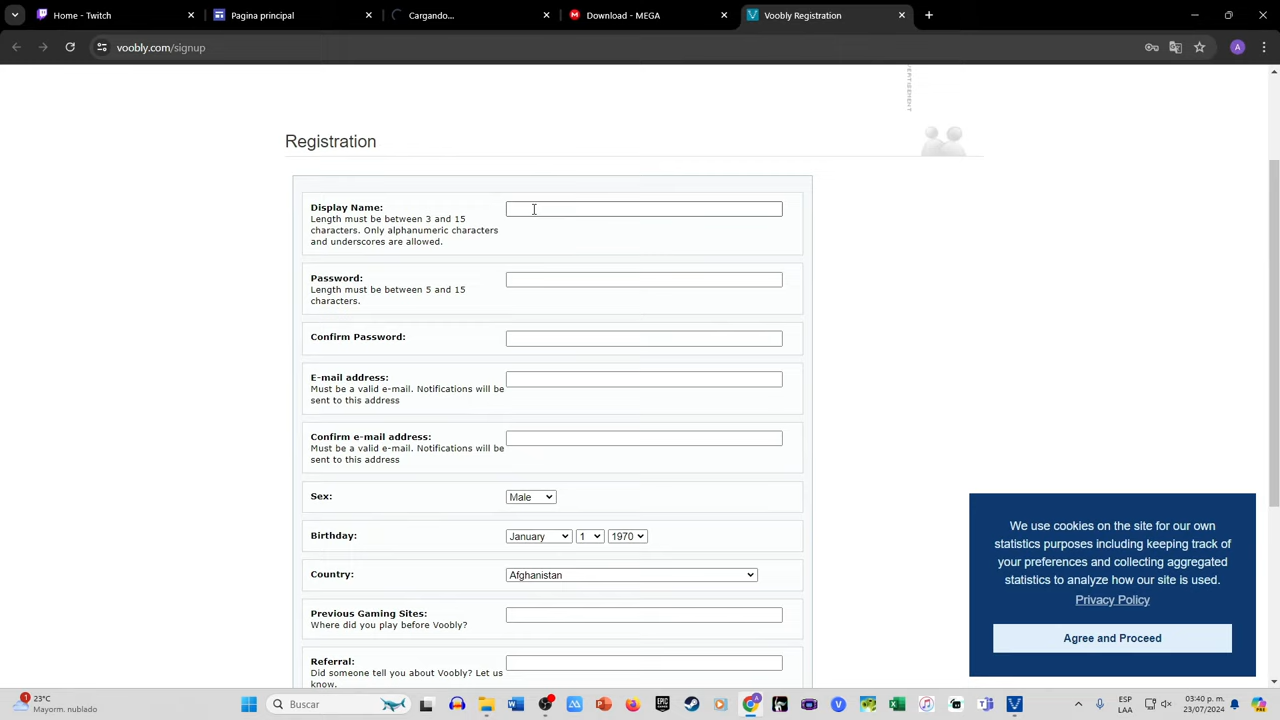 Home - Twitch
Pagina principal
Cargando...
Download - MEGA
Voobly Registration
voobly.com/signup
A
Registration
Display Name:
Length must be between 3 and 15
characters. Only alphanumeric characters
and underscores are allowed.
Password:
Length must be between 5 and 15
characters.
Confirm Password:
E-mail address:
Must be a valid e-mail. Notifications will be
sent to this address
Confirm e-mail address:
Must be a valid e-mail. Notifications will be
sent to this address
Sex:
Male
Birthday:
January
1
1970
Country:
Afghanistan
Previous Gaming Sites:
Where did you play before Voobly?
Referral:
Did someone tell you about Voobly? Let us
know.
We use cookies on the site for our own
statistics purposes including keeping track of
your preferences and collecting aggregated
statistics to analyze how our site is used.
Privacy Policy
Agree and Proceed
1
23°C
Mayorm. nublado
Buscar
ESP
LAA
03:40 p. m.
23/07/2024